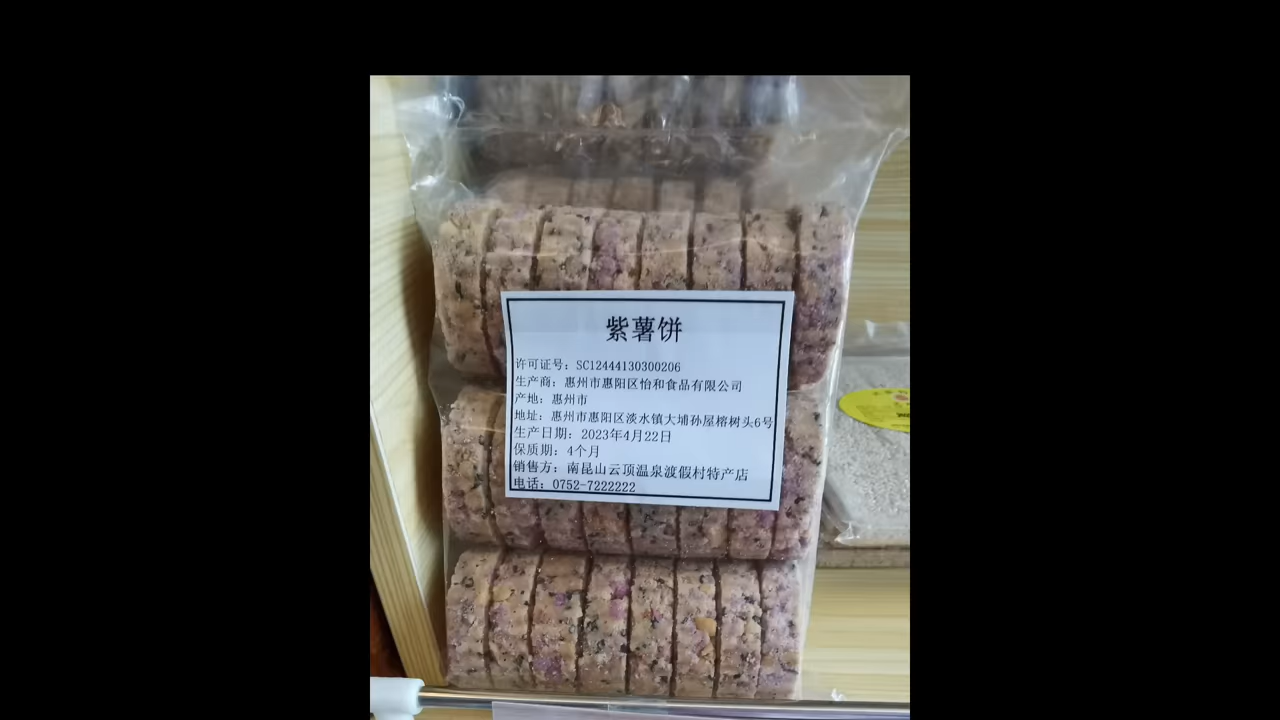 紫薯饼
许可证号：SC12444130300206
生产商：惠州市惠阳区怡和食品有限公司
产地：惠州市
地址：惠州市惠阳区淡水镇大埔孙屋榕树头6号
生产日期：2023年4月22日
保质期：4个月
销售方：南昆山云顶温泉渡假村特产店
电话：0752-7222222